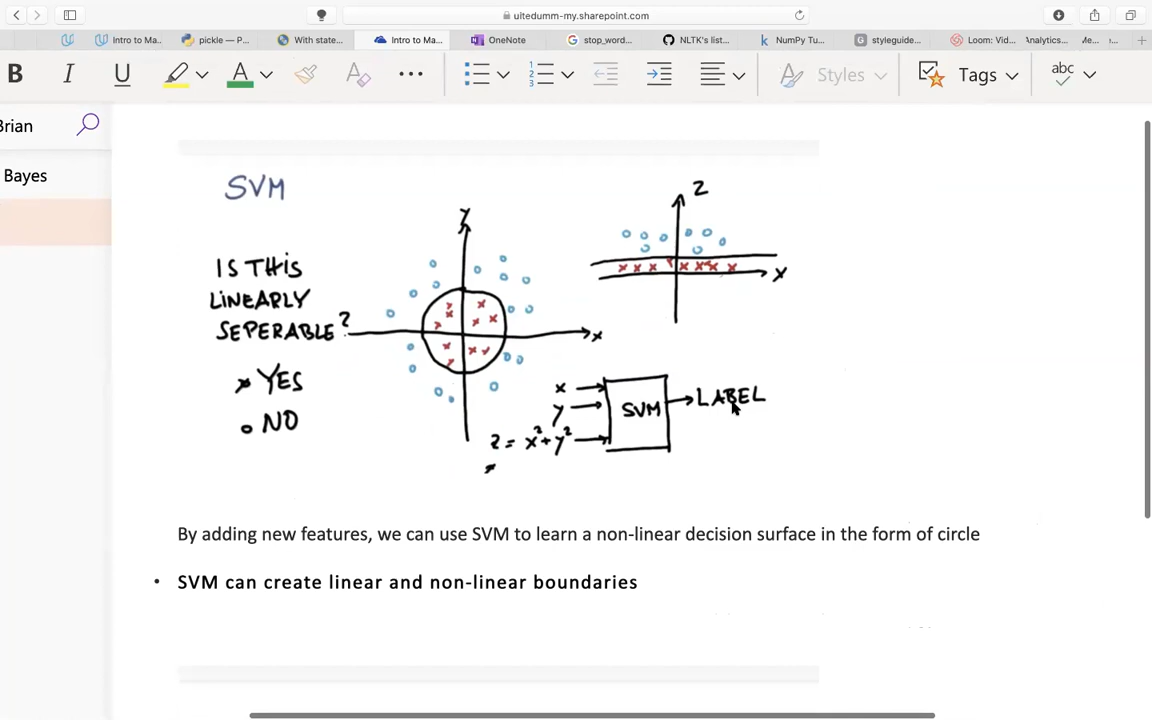 uitedumm-my.sharepoint.com
Intro to Ma..
pickle — P...
With state...
Intro to Ma...
OneNote
stop_word...
NLTK's list...
NumPy Tu...
styleguide...
Loom: Vid...
Analytics...
B I U A
Styles
Tags
abc
Brian
Bayes
SVM
IS THIS
LINEARLY
SEPERABLE?
YES
NO
y
x
z
x
x
y
z = x²+y²
SVM
LABEL
By adding new features, we can use SVM to learn a non-linear decision surface in the form of circle
• SVM can create linear and non-linear boundaries